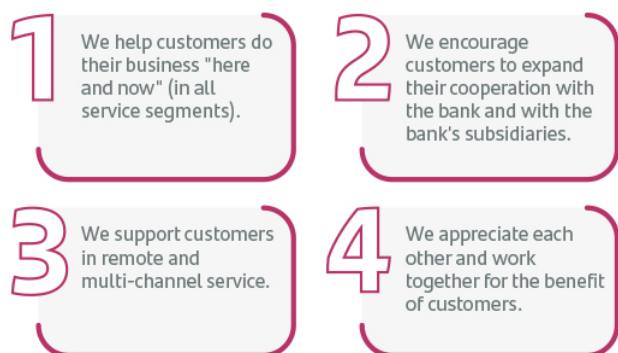 1
We help customers do
their business "here
and now" (in all
service segments).
2
We encourage
customers to expand
their cooperation with
the bank and with the
bank's subsidiaries.
3
We support customers
in remote and
multi-channel service.
4
We appreciate each
other and work
together for the benefit
of customers.